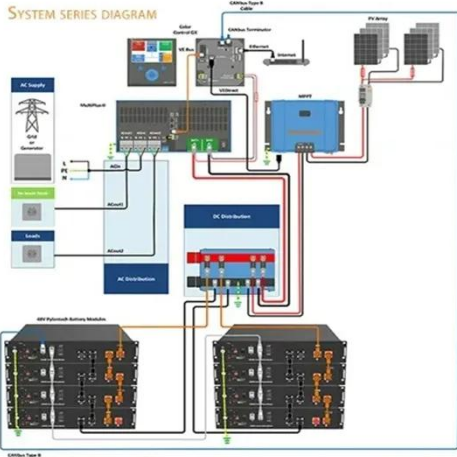 SYSTEM SERIES DIAGRAM
CANbus Type B
Cable
Color
Control GX
CANbus Terminator
PV Array
VE Bus
Ethernet
Internet
AC Supply
VEDirect
MultiPlus-II
MPPT
Grid
or
Generator
L
PE
N
ACin
ACout1
Loads
DC Distribution
ACout2
AC Distribution
48V Pylontech Battery Modules
CANbus Type B